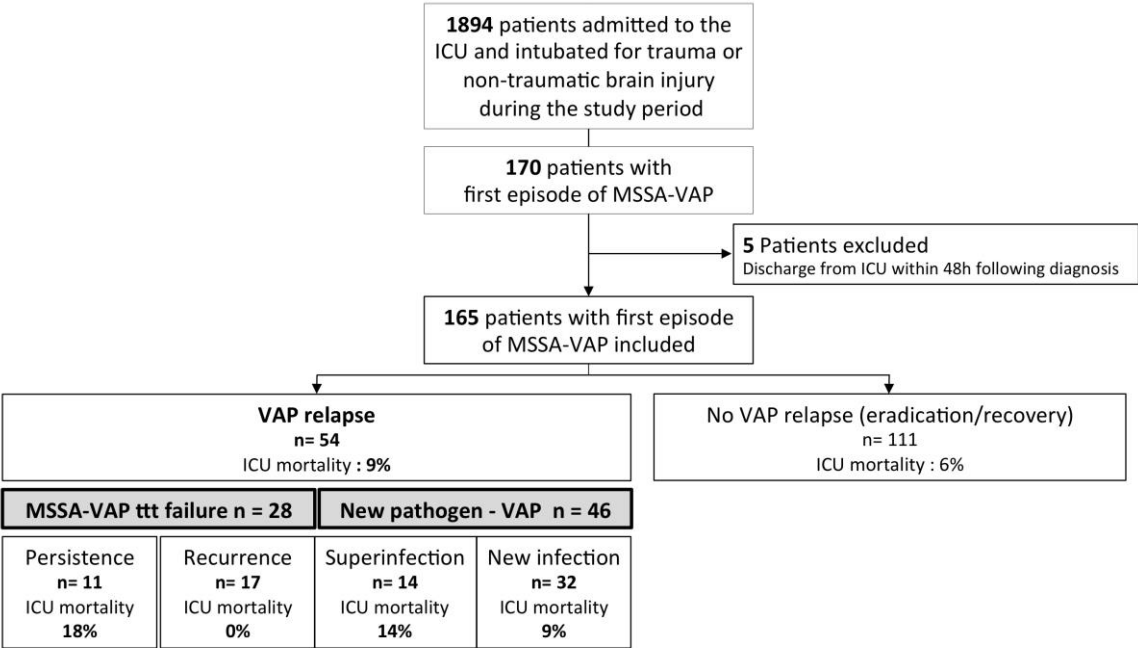 1894 patients admitted to the
ICU and intubated for trauma or
non-traumatic brain injury
during the study period
170 patients with
first episode of MSSA-VAP
5 Patients excluded
Discharge from ICU within 48h following diagnosis
165 patients with first episode
of MSSA-VAP included
VAP relapse
n= 54
ICU mortality : 9%
No VAP relapse (eradication/recovery)
n= 111
ICU mortality : 6%
MSSA-VAP ttt failure n = 28
New pathogen - VAP n = 46
Persistence
n= 11
ICU mortality
18%
Recurrence
n= 17
ICU mortality
0%
Superinfection
n= 14
ICU mortality
14%
New infection
n= 32
ICU mortality
9%